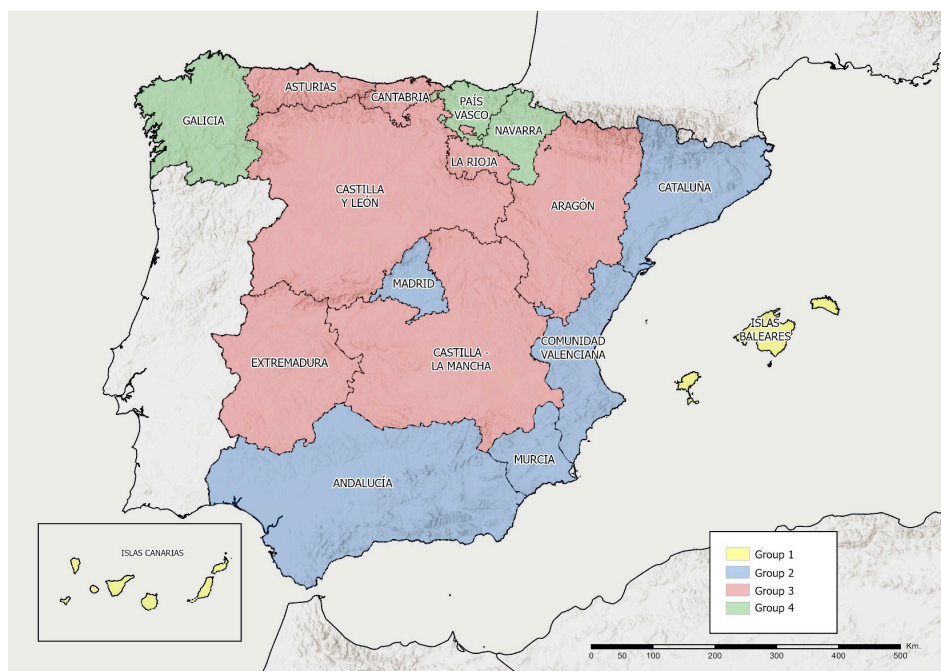 ASTURIAS
CANTABRIA
PAÍS
VASCO
GALICIA
NAVARRA
LA RIOJA
CASTILLA
Y LEÓN
CATALUÑA
ARAGÓN
MADRID
ISLAS
BALEARES
COMUNIDAD
VALENCIANA
CASTILLA -
LA MANCHA
EXTREMADURA
MURCIA
ANDALUCÍA
ISLAS CANARIAS
Group 1
Group 2
Group 3
Group 4
Km.
0 50 100 200 300 400 500